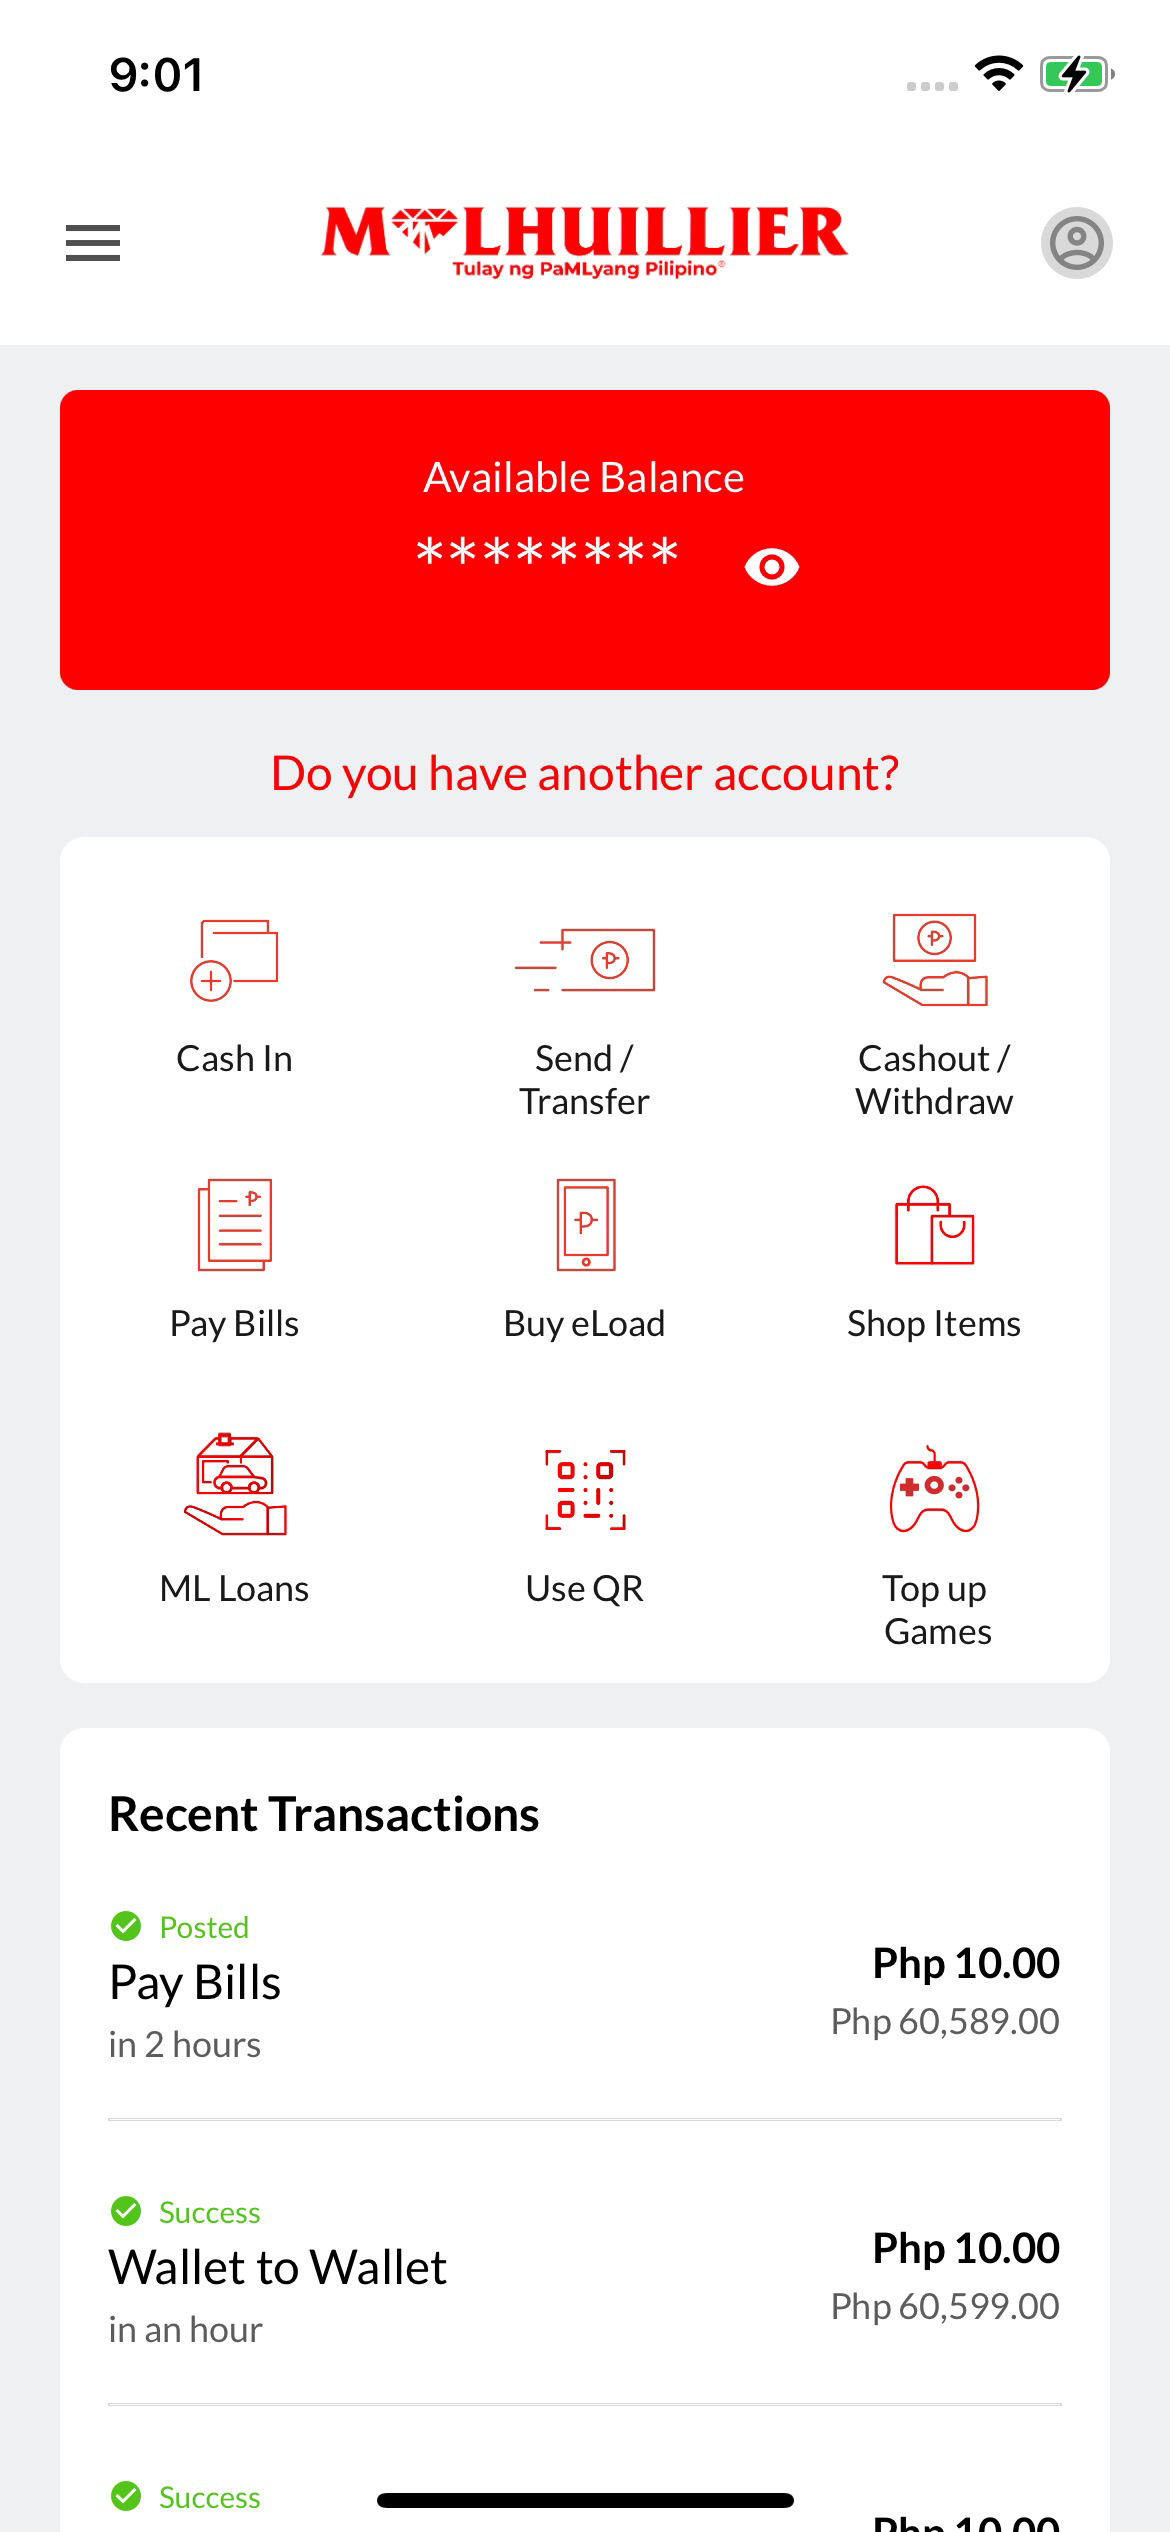 9:01
M LHUILLIER
Tulay ng PaMLyang Pilipino®
Available Balance
********
Do you have another account?
Cash In
Send /
Transfer
Cashout /
Withdraw
Pay Bills
Buy eLoad
Shop Items
ML Loans
Use QR
Top up
Games
Recent Transactions
Posted
Pay Bills
in 2 hours
Php 10.00
Php 60,589.00
Success
Wallet to Wallet
in an hour
Php 10.00
Php 60,599.00
Success
Php 10.00